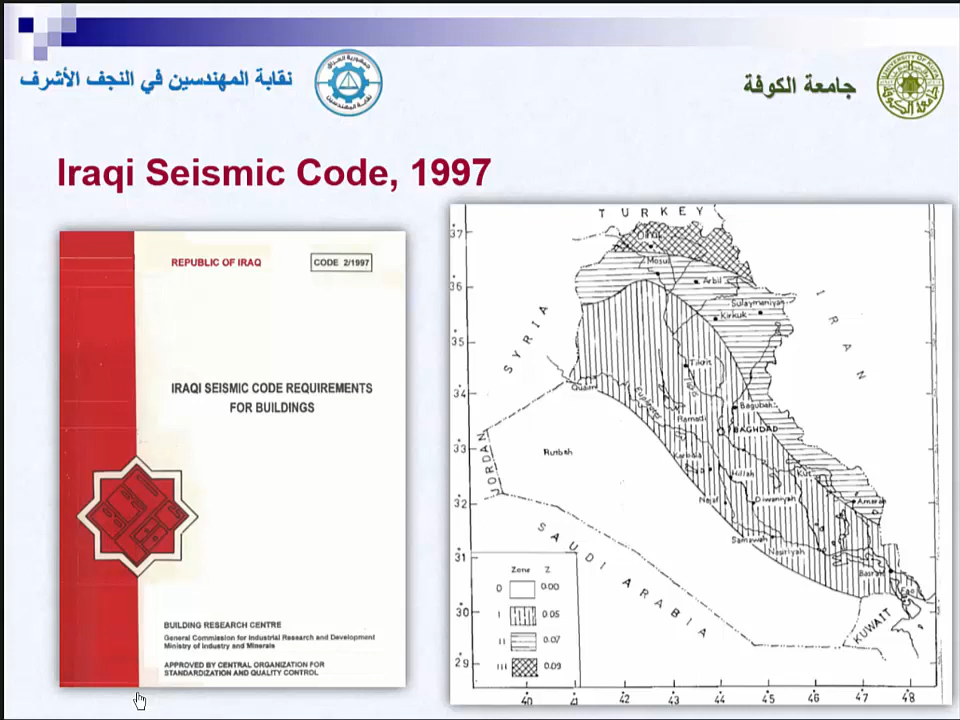 نقابة المهندسين في النجف الأشرف
جامعة الكوفة
Iraqi Seismic Code, 1997
REPUBLIC OF IRAQ
CODE 2/1997
IRAQI SEISMIC CODE REQUIREMENTS
FOR BUILDINGS
BUILDING RESEARCH CENTRE
General Commission for Industrial Research and Development
Ministry of Industry and Minerals
APPROVED BY CENTRAL ORGANIZATION FOR
STANDARDIZATION AND QUALITY CONTROL
TURKEY
SYRIA
IRAN
JORDAN
SAUDI ARABIA
KUWAIT
Mosul
Arbil
Sulaymaniyah
Kirkuk
Tikrit
Quaim
Euphrates
Ramadi
Baqubah
BAGHDAD
Rutbah
Karbala
Hillah
Kut
Najaf
Diwaniyah
Amarah
Samawah
Nasiriyah
Basrah
Fao
Zone Z
0 0.00
I 0.05
II 0.07
III 0.09
37
36
35
34
33
32
31
30
29
40 41 42 43 44 45 46 47 48